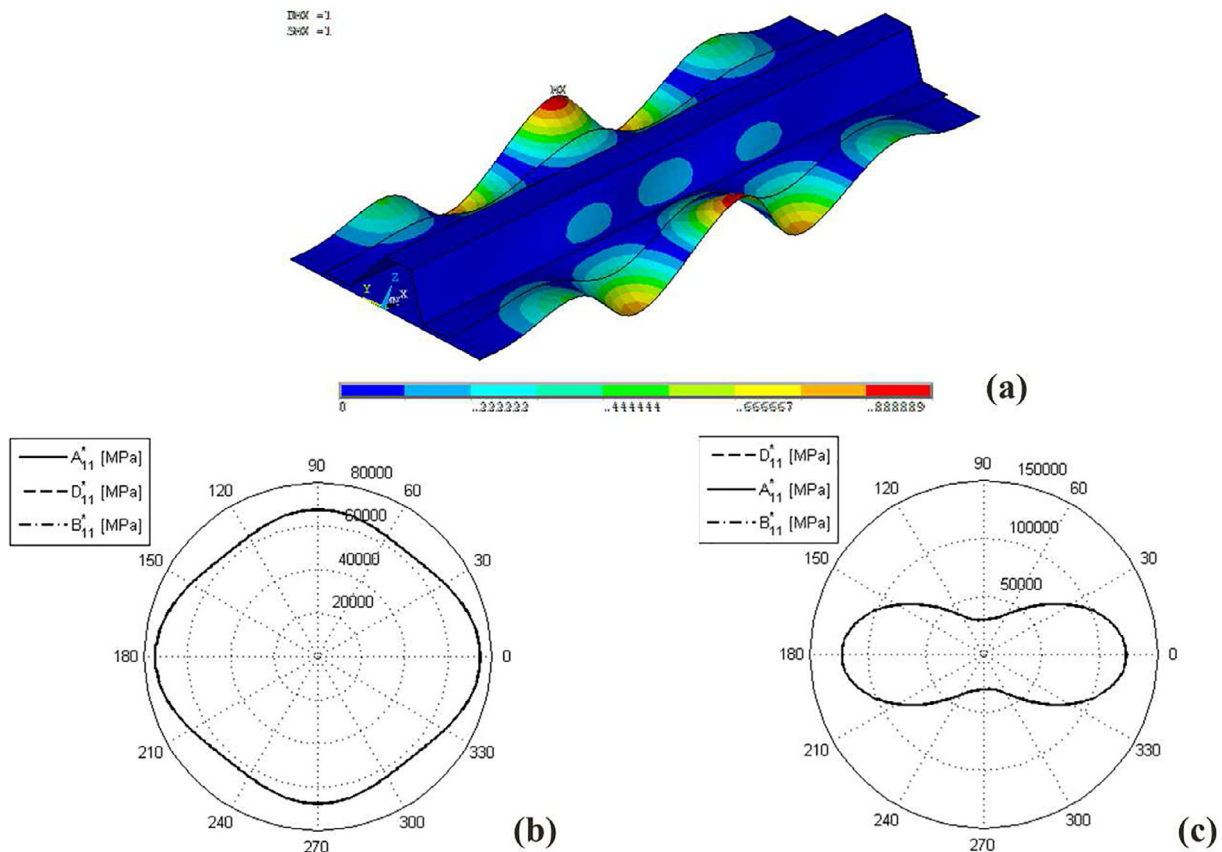 DMX =1
SMX =1
MX
Z
Y
X
0 .222222 .444444 .666667 .888889
(a)
A*11 [MPa]
D*11 [MPa]
B*11 [MPa]
90
80000
120
60
60000
150
40000
30
20000
180
0
210
330
240
300
270
(b)
D*11 [MPa]
A*11 [MPa]
B*11 [MPa]
90
150000
120
60
100000
150
50000
30
180
0
210
330
240
300
270
(c)